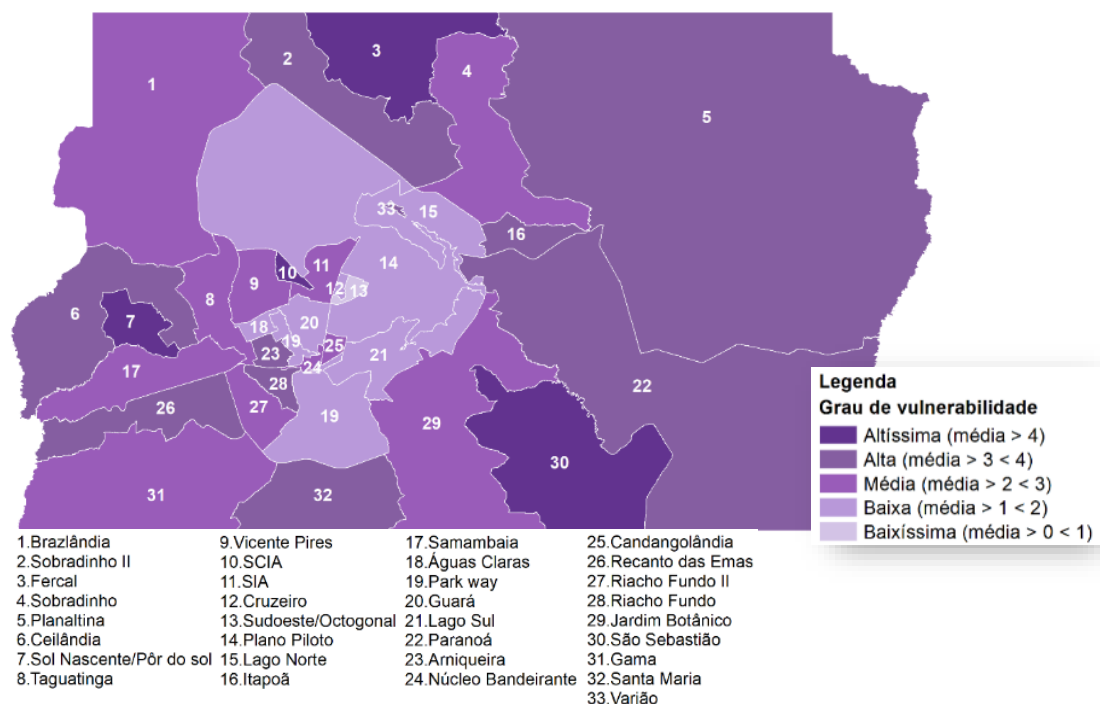 1
2
3
4
5
6
7
8
9
10
11
12
13
14
15
16
17
18
19
19
20
21
22
23
24
25
26
27
28
29
30
31
32
33
Legenda
Grau de vulnerabilidade
Altíssima (média > 4)
Alta (média > 3 < 4)
Média (média > 2 < 3)
Baixa (média > 1 < 2)
Baixíssima (média > 0 < 1)
1.Brazlândia
2.Sobradinho II
3.Fercal
4.Sobradinho
5.Planaltina
6.Ceilândia
7.Sol Nascente/Pôr do sol
8.Taguatinga
9.Vicente Pires
10.SCIA
11.SIA
12.Cruzeiro
13.Sudoeste/Octogonal
14.Plano Piloto
15.Lago Norte
16.Itapoã
17.Samambaia
18.Águas Claras
19.Park way
20.Guará
21.Lago Sul
22.Paranoá
23.Arniqueira
24.Núcleo Bandeirante
25.Candangolândia
26.Recanto das Emas
27.Riacho Fundo II
28.Riacho Fundo
29.Jardim Botânico
30.São Sebastião
31.Gama
32.Santa Maria
33.Varião